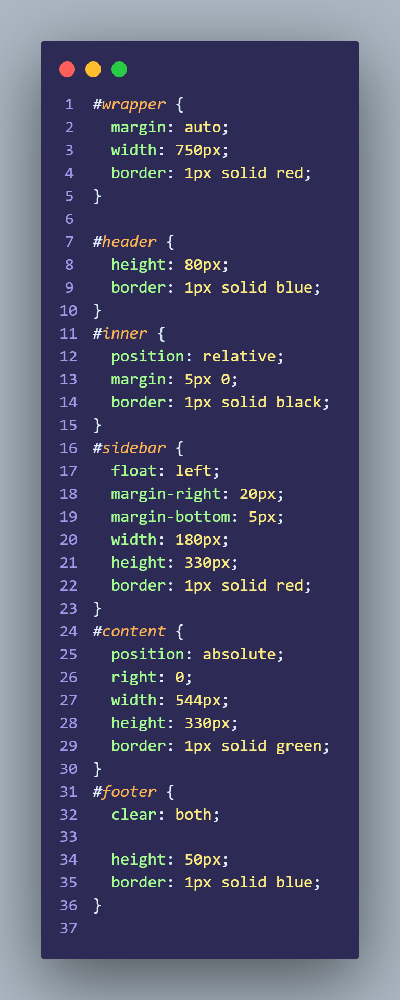 1 #wrapper {
2   margin: auto;
3   width: 750px;
4   border: 1px solid red;
5 }
6
7 #header {
8   height: 80px;
9   border: 1px solid blue;
10 }
11 #inner {
12   position: relative;
13   margin: 5px 0;
14   border: 1px solid black;
15 }
16 #sidebar {
17   float: left;
18   margin-right: 20px;
19   margin-bottom: 5px;
20   width: 180px;
21   height: 330px;
22   border: 1px solid red;
23 }
24 #content {
25   position: absolute;
26   right: 0;
27   width: 544px;
28   height: 330px;
29   border: 1px solid green;
30 }
31 #footer {
32   clear: both;
33
34   height: 50px;
35   border: 1px solid blue;
36 }
37